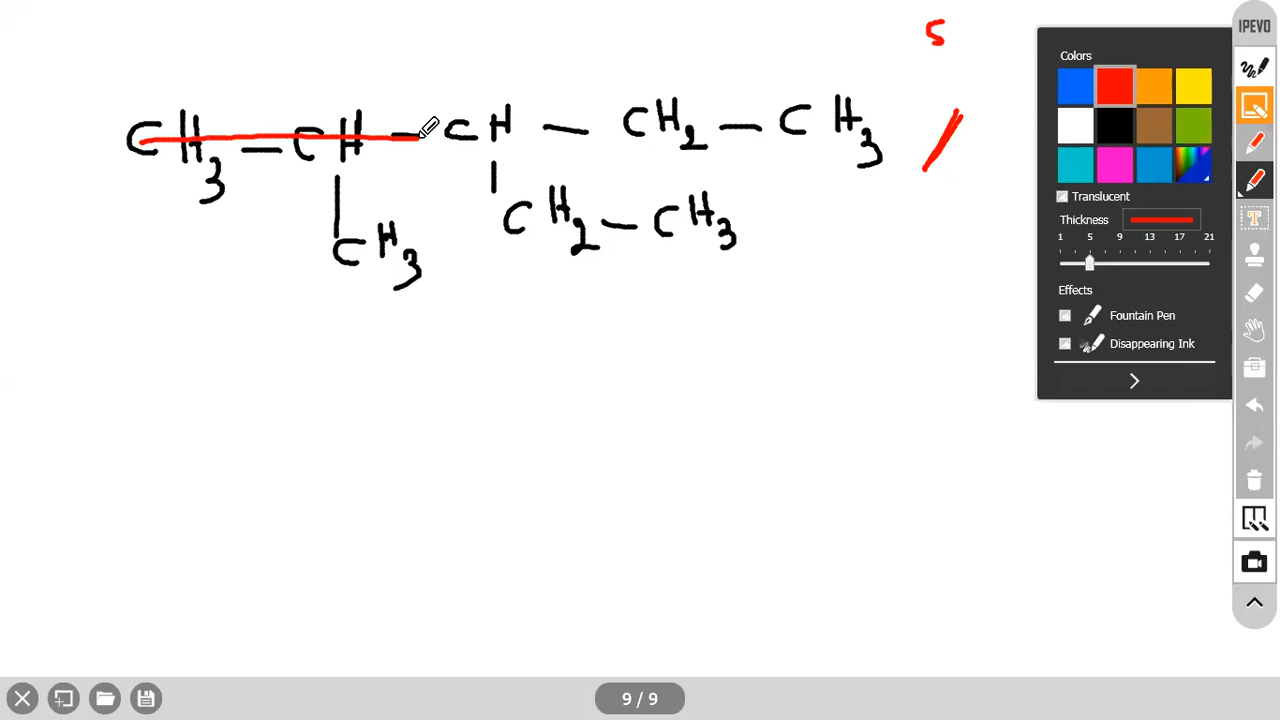 5
CH3 — CH — CH — CH2 — CH3
CH3
CH2 — CH3
IPEVO
Colors
Translucent
Thickness
1 5 9 13 17 21
Effects
Fountain Pen
Disappearing Ink
T
9 / 9